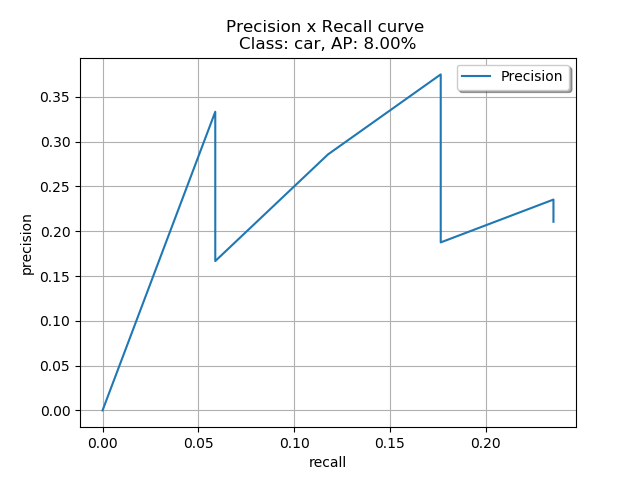 Precision x Recall curve
Class: car, AP: 8.00%
Precision
0.35
0.30
0.25
0.20
0.15
0.10
0.05
0.00
precision
0.00 0.05 0.10 0.15 0.20
recall